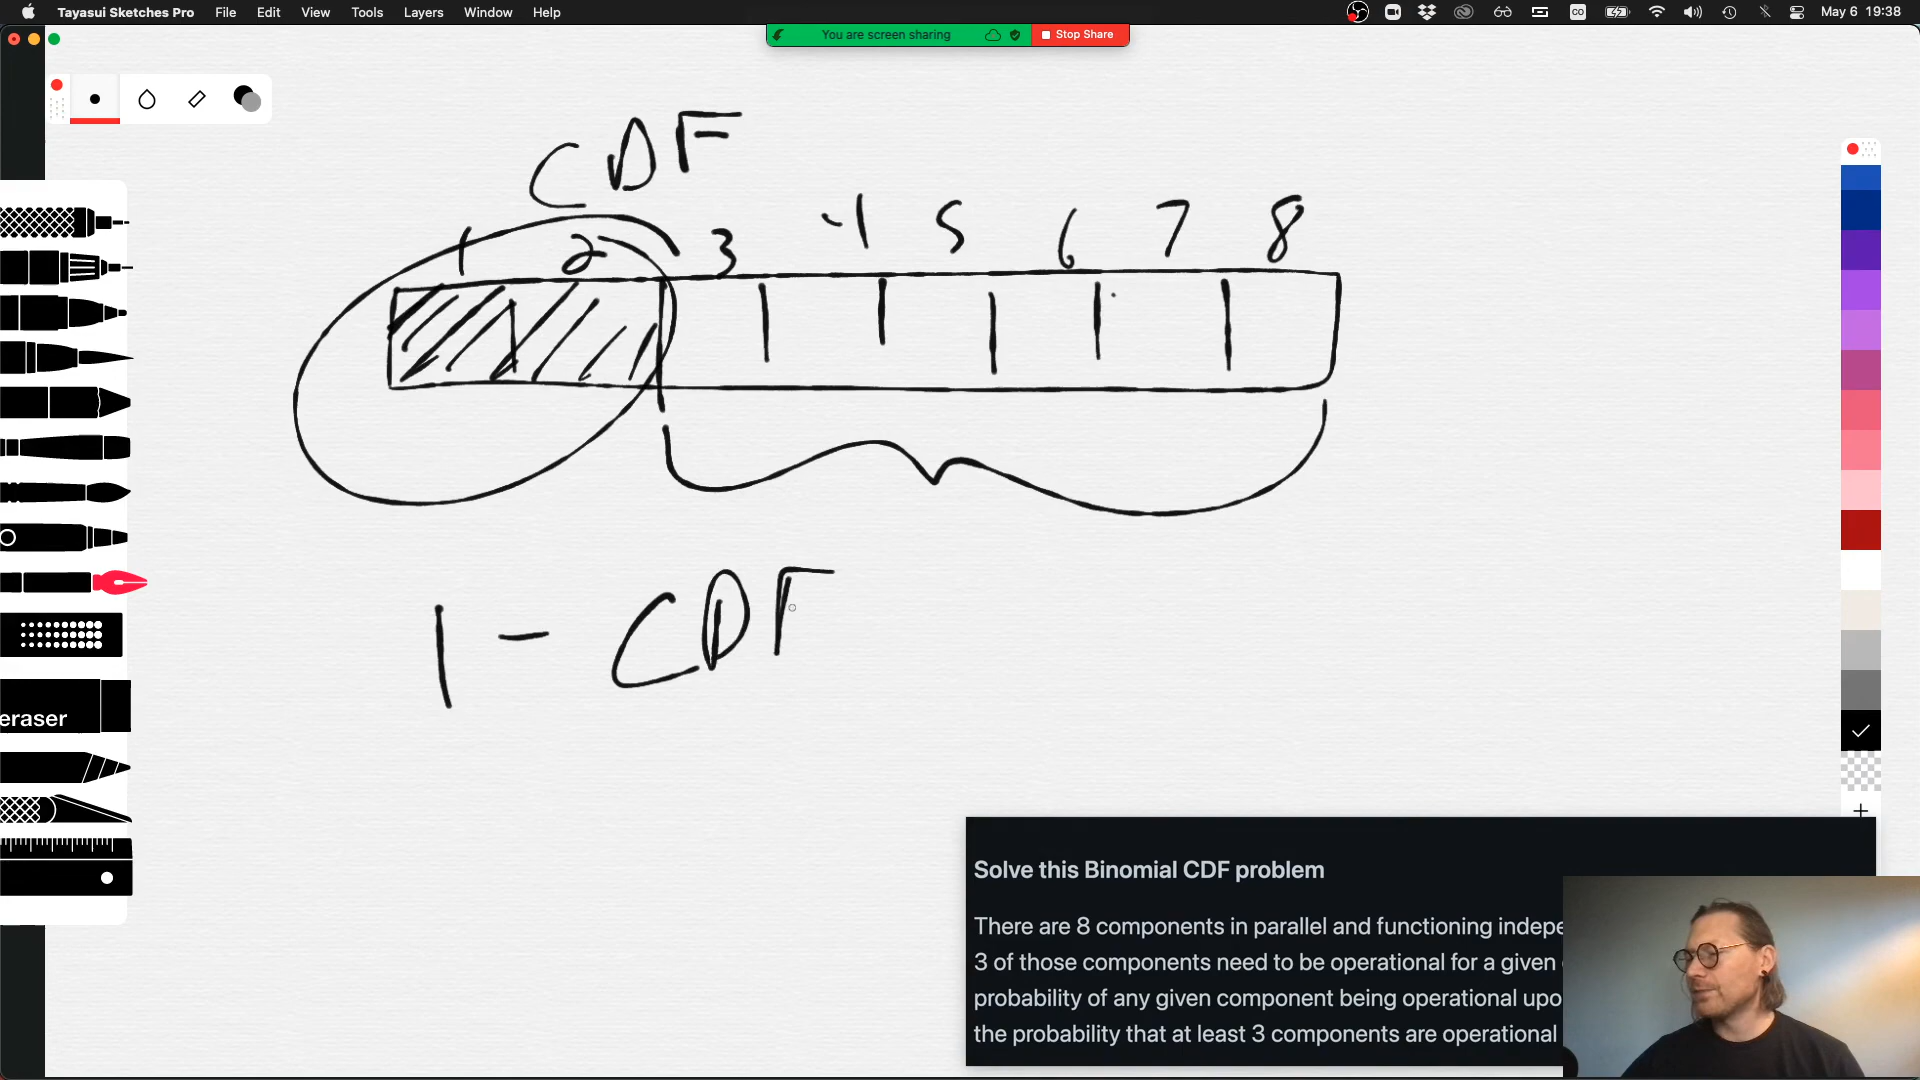 Tayasui Sketches Pro File Edit View Tools Layers Window Help May 6 19:38
You are screen sharing Stop Share
CDF
1 2 3 4 5 6 7 8
1 - CDF
eraser
Solve this Binomial CDF problem
There are 8 components in parallel and functioning indepe
3 of those components need to be operational for a given
probability of any given component being operational upo
the probability that at least 3 components are operational